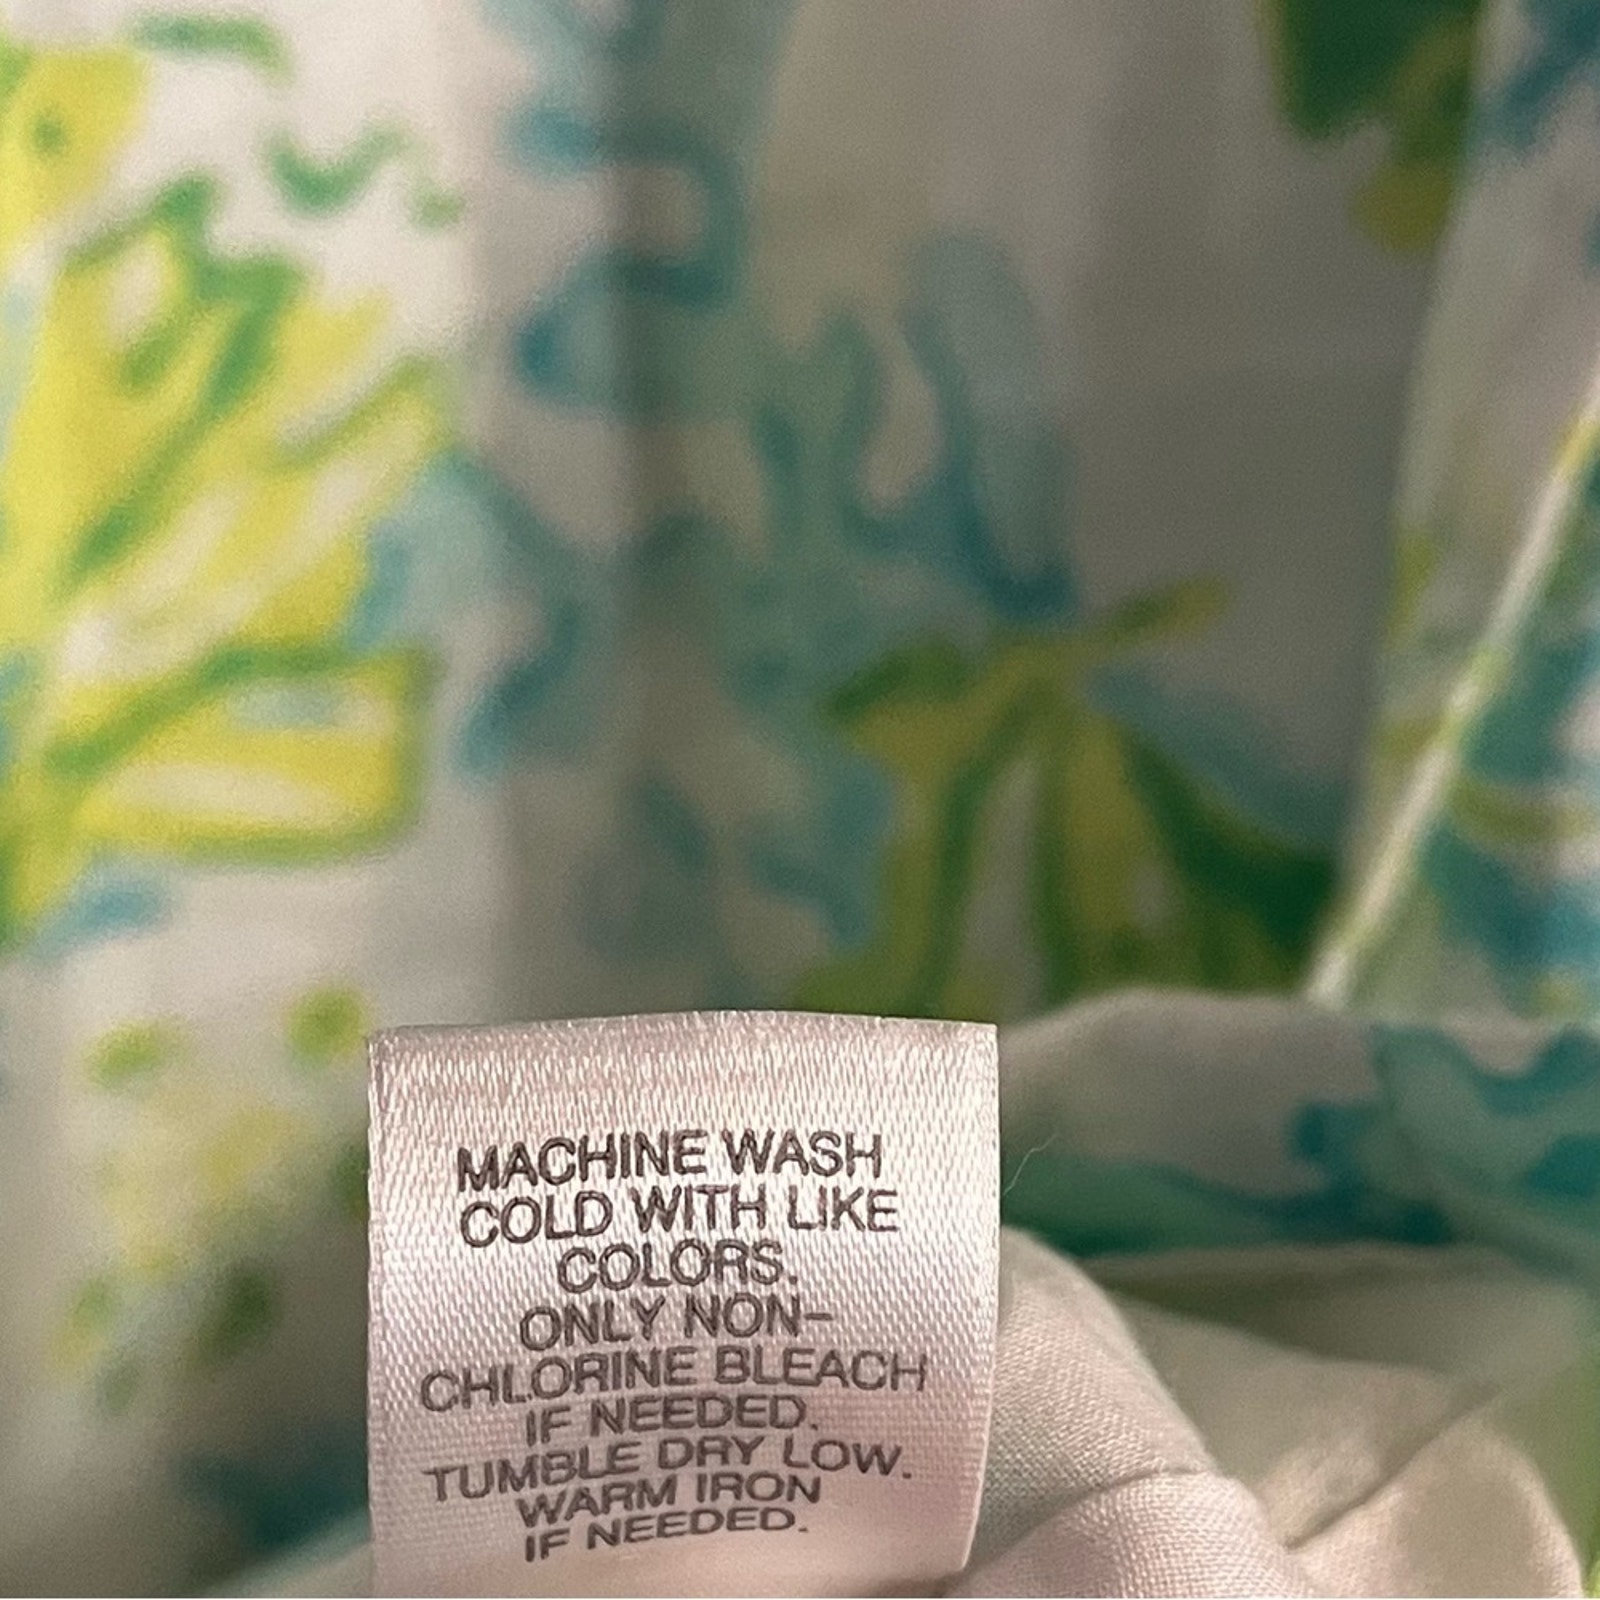 MACHINE WASH
COLD WITH LIKE
COLORS.
ONLY NON-
CHLORINE BLEACH
IF NEEDED.
TUMBLE DRY LOW.
WARM IRON
IF NEEDED.